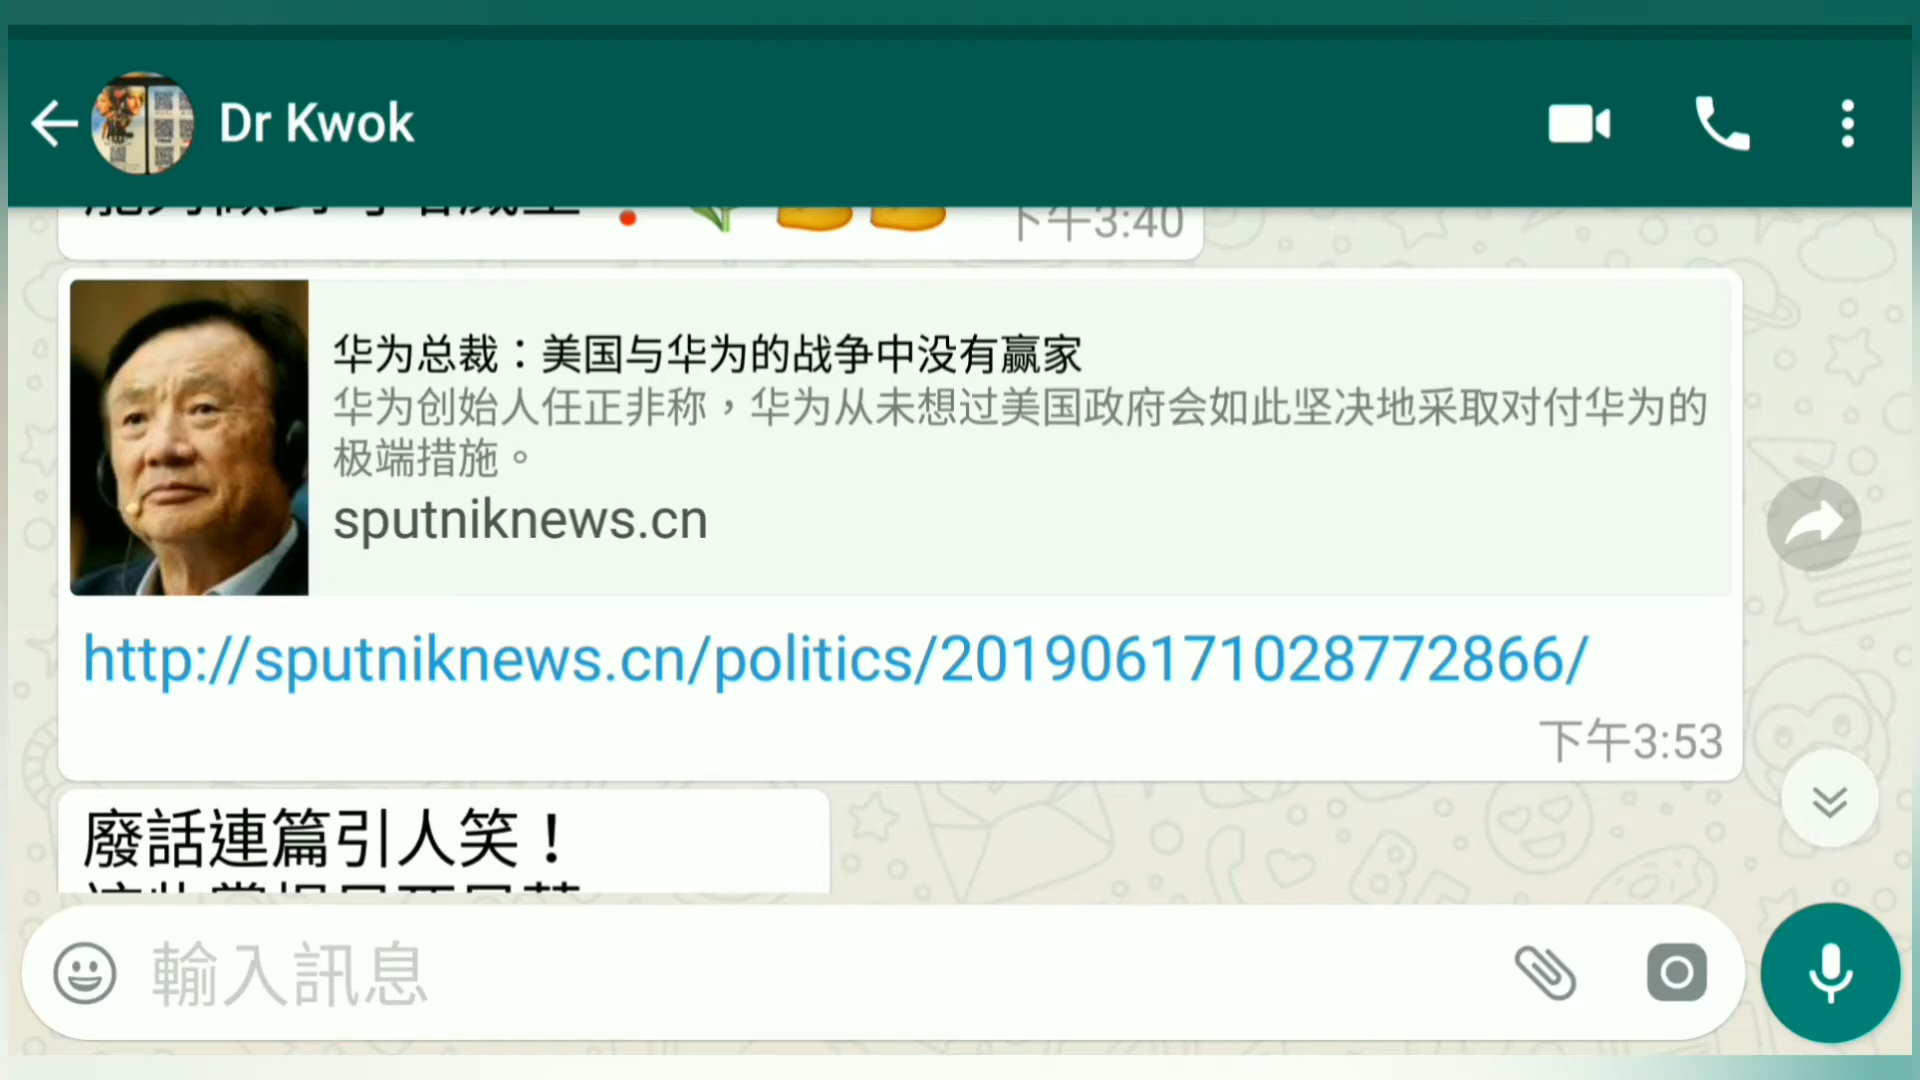 Dr Kwok
下午3:40
华为总裁：美国与华为的战争中没有赢家
华为创始人任正非称，华为从未想过美国政府会如此坚决地采取对付华为的
极端措施。
sputniknews.cn
http://sputniknews.cn/politics/201906171028772866/
下午3:53
廢話連篇引人笑！
輸入訊息